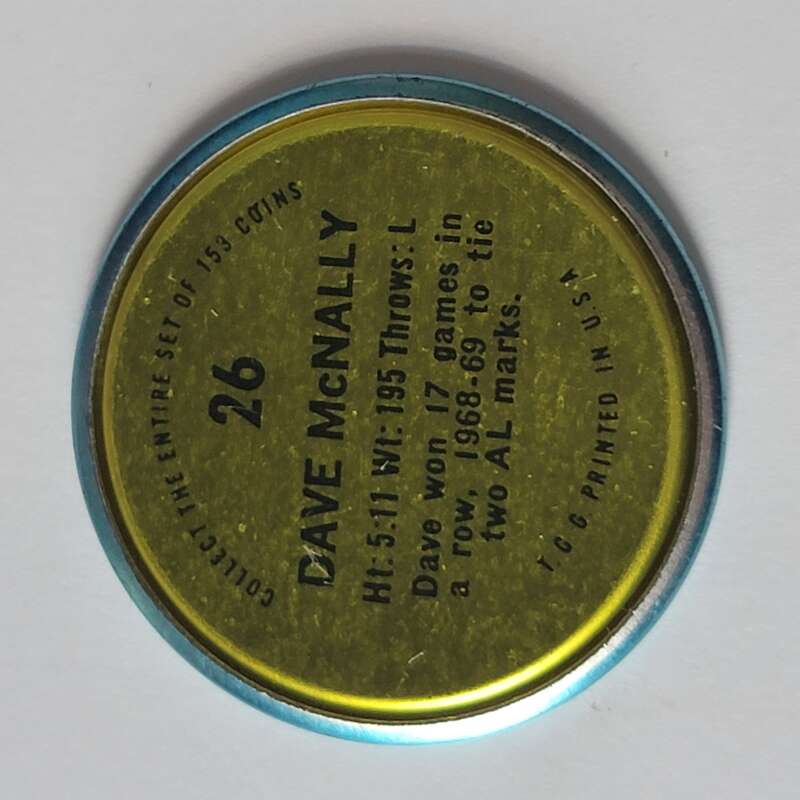 COLLECT THE ENTIRE SET OF 153 COINS
26
DAVE McNALLY
Ht: 5:11 Wt: 195 Throws: L
Dave won 17 games in
a row, 1968-69 to tie
two AL marks.
T.C.G. PRINTED IN U.S.A